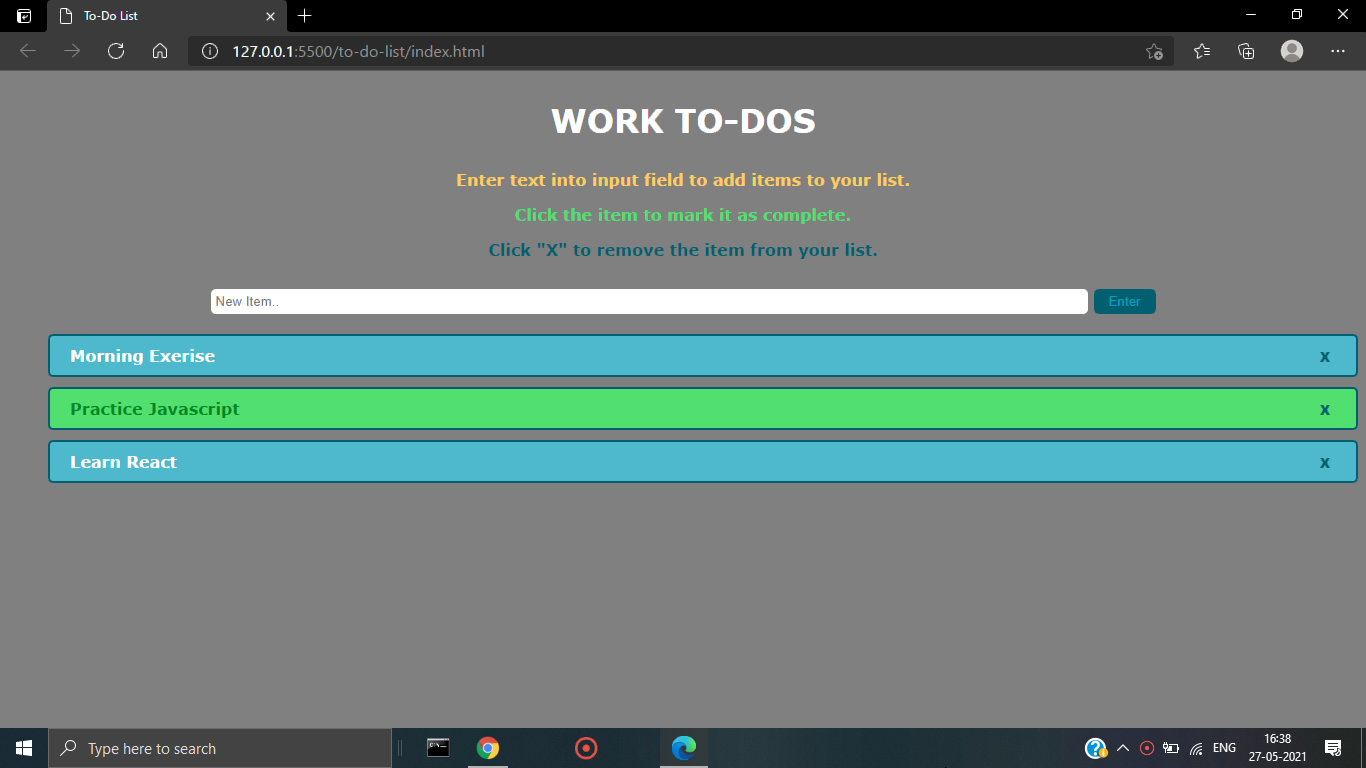 To-Do List
127.0.0.1:5500/to-do-list/index.html
WORK TO-DOS
Enter text into input field to add items to your list.
Click the item to mark it as complete.
Click "X" to remove the item from your list.
New Item.. Enter
Morning Exerise x
Practice Javascript x
Learn React x
Type here to search ENG 16:38
27-05-2021